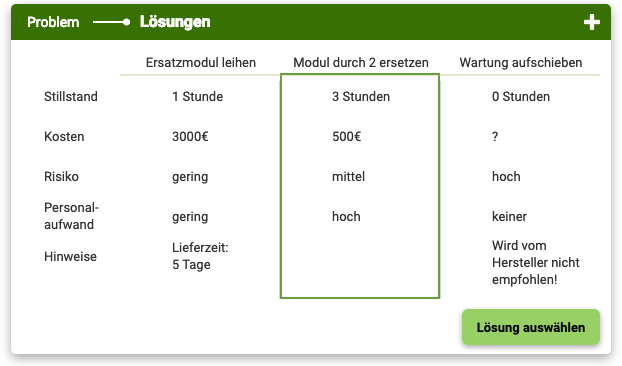 Problem Lösungen
Ersatzmodul leihen Modul durch 2 ersetzen Wartung aufschieben
Stillstand 1 Stunde 3 Stunden 0 Stunden
Kosten 3000€ 500€ ?
Risiko gering mittel hoch
Personal-
aufwand gering hoch keiner
Hinweise Lieferzeit:
5 Tage
Wird vom
Hersteller nicht
empfohlen!
Lösung auswählen